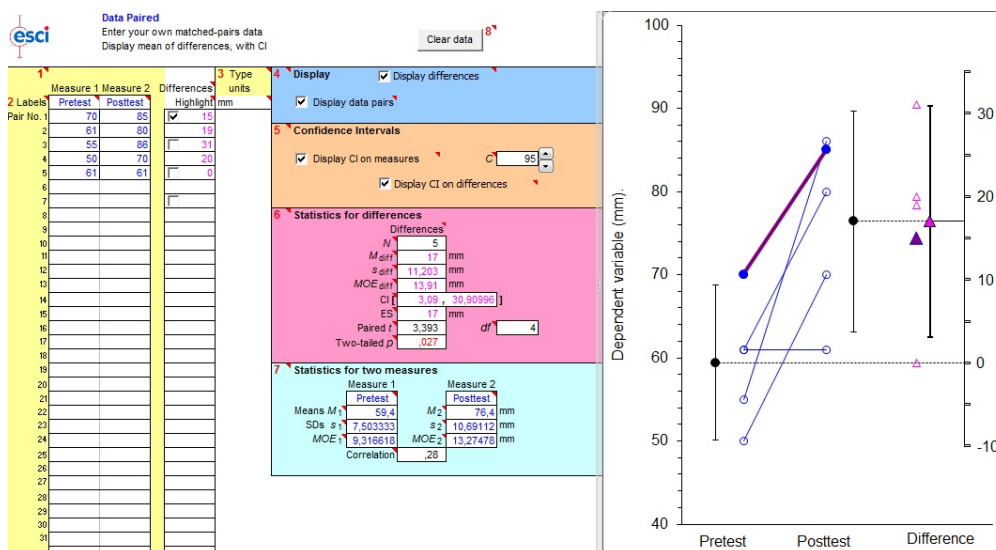 esci
Data Paired
Enter your own matched-pairs data
Display mean of differences, with CI
Clear data
8
1
Measure 1 Measure 2
Differences
3 Type
units
2 Labels Pretest Posttest Highlight mm
Pair No. 1 70 85 15
2 61 80 19
3 55 86 31
4 50 70 20
5 61 61 0
6
7
8
9
10
11
12
13
14
15
16
17
18
19
20
21
22
23
24
25
26
27
28
29
30
31
4 Display
Display differences
Display data pairs
5 Confidence Intervals
Display CI on measures C 95
Display CI on differences
6 Statistics for differences
Differences
N 5
M diff 17 mm
s diff 11,203 mm
MOE diff 13,91 mm
CI [ 3,09 , 30,90996 ]
ES 17 mm
Paired t 3,393 df 4
Two-tailed p ,027
7 Statistics for two measures
Measure 1 Measure 2
Pretest Posttest
Means M1 59,4 M2 76,4 mm
SDs s1 7,503333 s2 10,69112 mm
MOE1 9,316618 MOE2 13,27478 mm
Correlation ,28
Dependent variable (mm).
100
90
80
70
60
50
40
30
20
10
0
-10
Pretest Posttest Difference